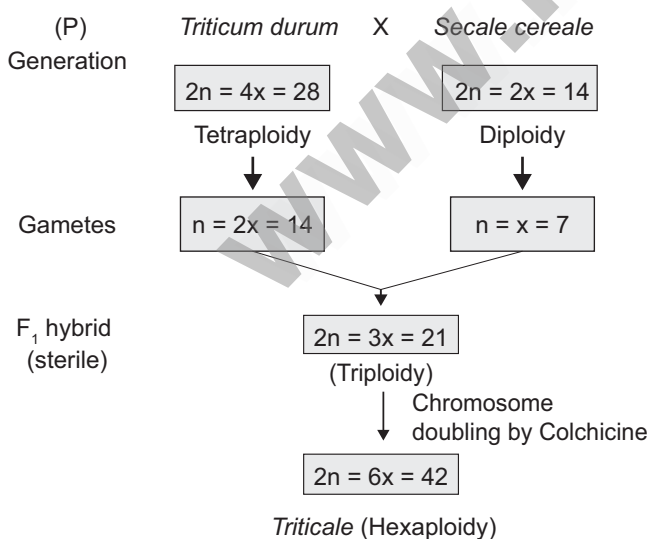 (P) Triticum durum X Secale cereale
Generation
2n = 4x = 28 2n = 2x = 14
Tetraploidy Diploidy
Gametes n = 2x = 14 n = x = 7
F₁ hybrid 2n = 3x = 21
(sterile)
(Triploidy)
Chromosome
doubling by Colchicine
2n = 6x = 42
Triticale (Hexaploidy)
www.